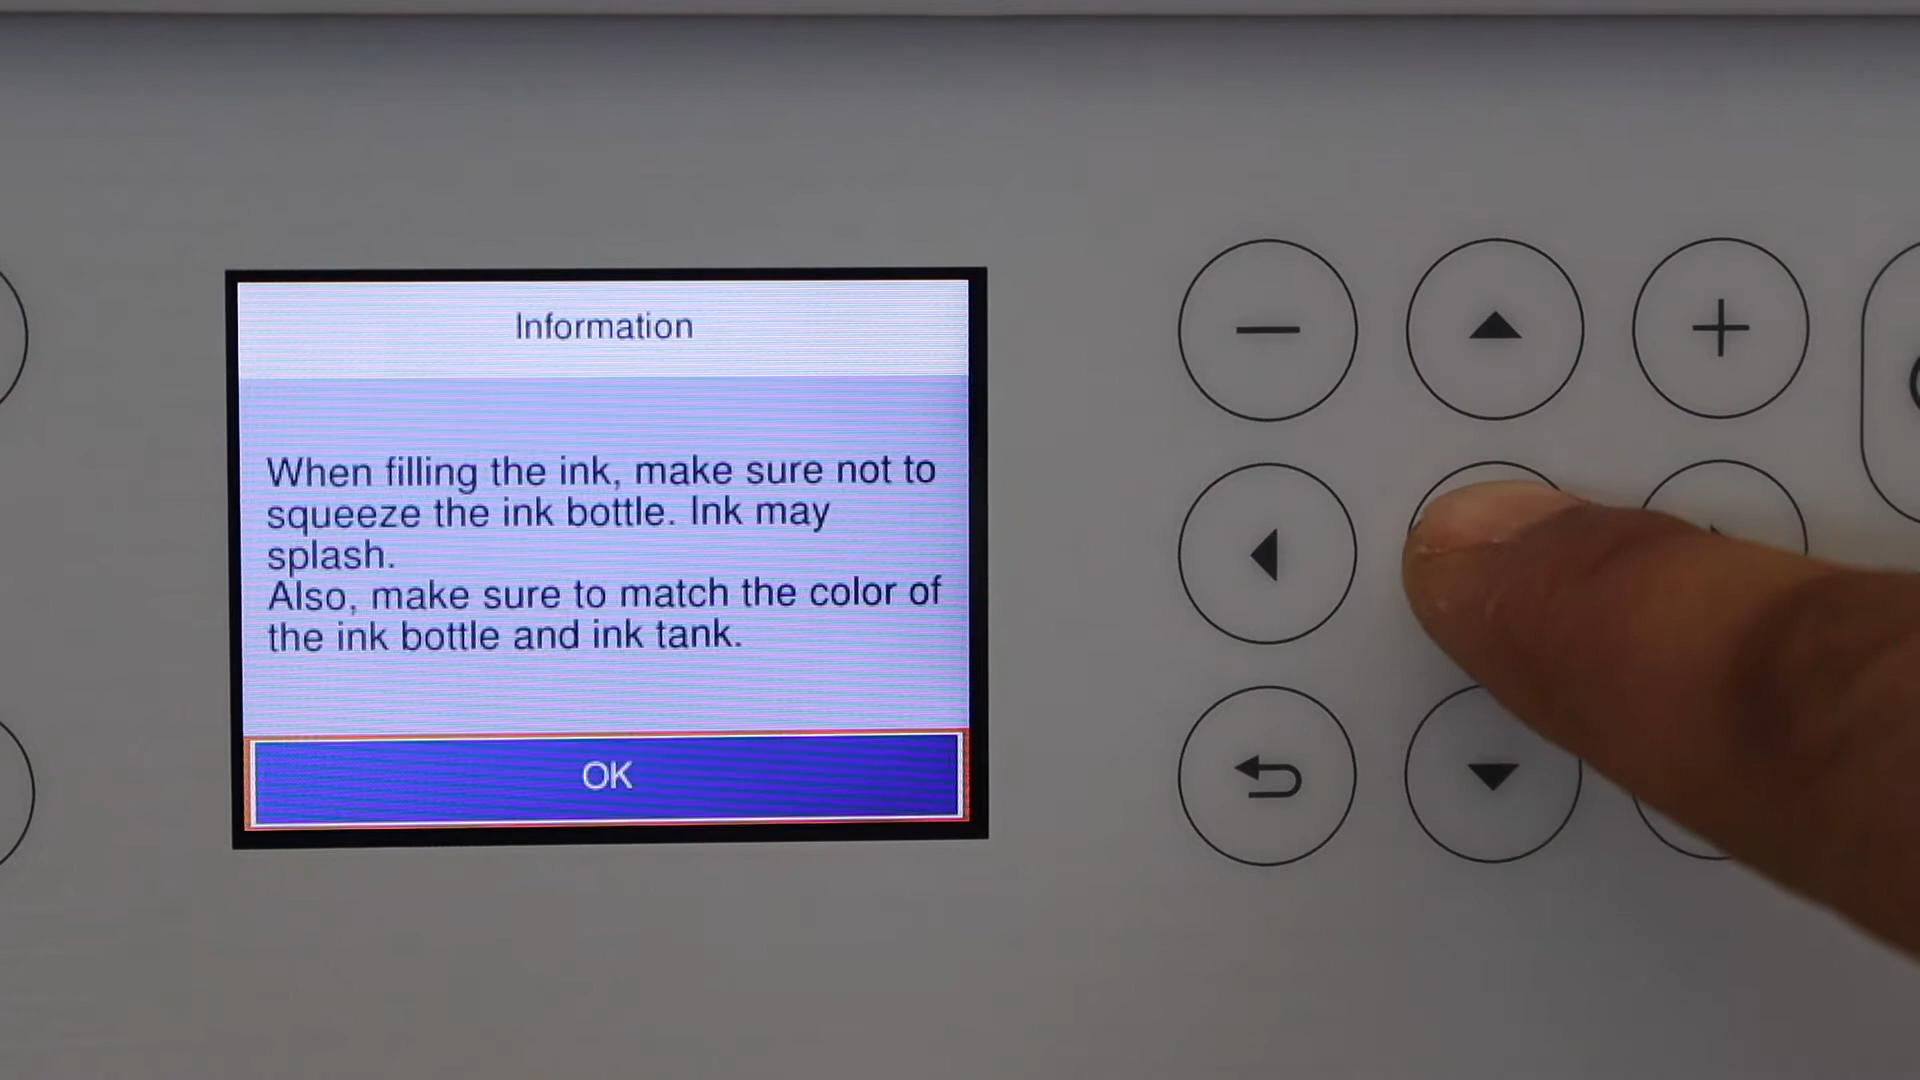 Information
When filling the ink, make sure not to
squeeze the ink bottle. Ink may
splash.
Also, make sure to match the color of
the ink bottle and ink tank.
OK